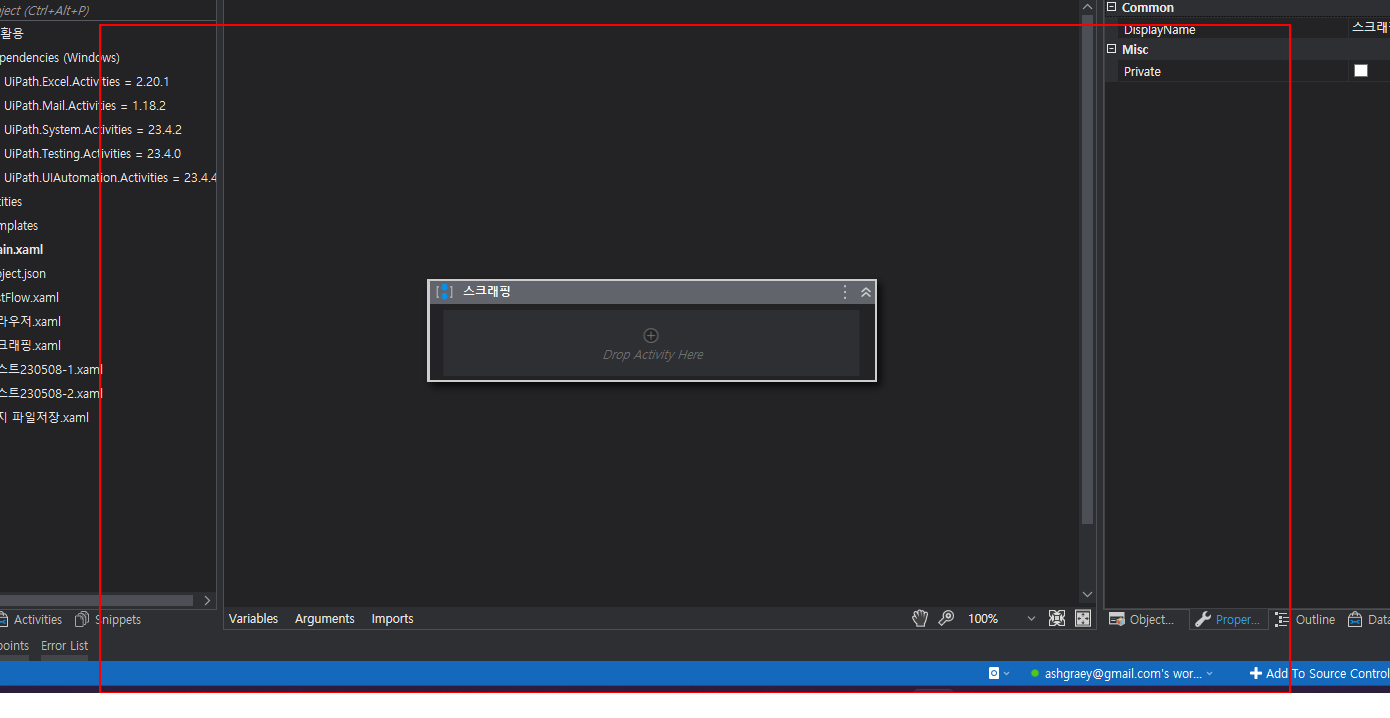 ject (Ctrl+Alt+P)
활용
pendencies (Windows)
UiPath.Excel.Activities = 2.20.1
UiPath.Mail.Activities = 1.18.2
UiPath.System.Activities = 23.4.2
UiPath.Testing.Activities = 23.4.0
UiPath.UIAutomation.Activities = 23.4.4
ities
mplates
ain.xaml
ject.json
stFlow.xaml
라우저.xaml
크래핑.xaml
스트230508-1.xaml
스트230508-2.xaml
지 파일저장.xaml
Activities
Snippets
points
Error List
스크래핑
Drop Activity Here
Variables
Arguments
Imports
100%
Common
DisplayName
스크래핑
Misc
Private
Object...
Proper...
Outline
Data
ashgraey@gmail.com's wor...
Add To Source Control